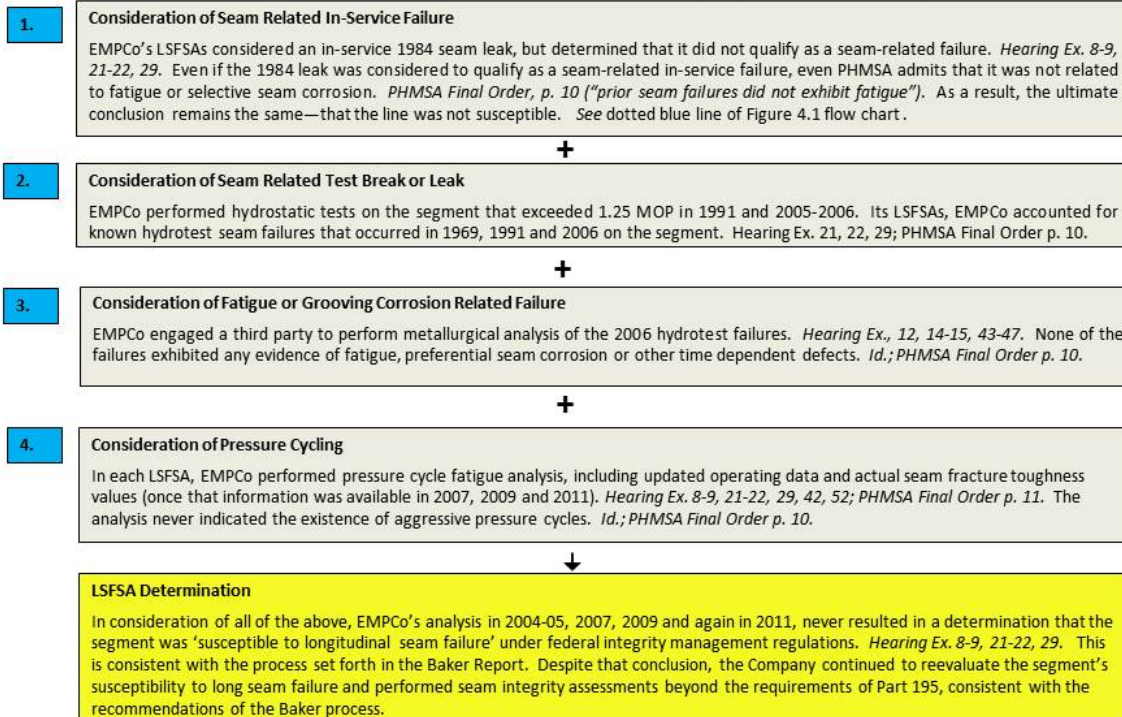 1.
Consideration of Seam Related In-Service Failure
EMPCo's LSFSAs considered an in-service 1984 seam leak, but determined that it did not qualify as a seam-related failure. Hearing Ex. 8-9,
21-22, 29. Even if the 1984 leak was considered to qualify as a seam-related in-service failure, even PHMSA admits that it was not related
to fatigue or selective seam corrosion. PHMSA Final Order, p. 10 ("prior seam failures did not exhibit fatigue"). As a result, the ultimate
conclusion remains the same—that the line was not susceptible. See dotted blue line of Figure 4.1 flow chart.
+
2.
Consideration of Seam Related Test Break or Leak
EMPCo performed hydrostatic tests on the segment that exceeded 1.25 MOP in 1991 and 2005-2006. Its LSFSAs, EMPCo accounted for
known hydrotest seam failures that occurred in 1969, 1991 and 2006 on the segment. Hearing Ex. 21, 22, 29; PHMSA Final Order p. 10.
+
3.
Consideration of Fatigue or Grooving Corrosion Related Failure
EMPCo engaged a third party to perform metallurgical analysis of the 2006 hydrotest failures. Hearing Ex., 12, 14-15, 43-47. None of the
failures exhibited any evidence of fatigue, preferential seam corrosion or other time dependent defects. Id.; PHMSA Final Order p. 10.
+
4.
Consideration of Pressure Cycling
In each LSFSA, EMPCo performed pressure cycle fatigue analysis, including updated operating data and actual seam fracture toughness
values (once that information was available in 2007, 2009 and 2011). Hearing Ex. 8-9, 21-22, 29, 42, 52; PHMSA Final Order p. 11. The
analysis never indicated the existence of aggressive pressure cycles. Id.; PHMSA Final Order p. 10.
↓
LSFSA Determination
In consideration of all of the above, EMPCo's analysis in 2004-05, 2007, 2009 and again in 2011, never resulted in a determination that the
segment was 'susceptible to longitudinal seam failure' under federal integrity management regulations. Hearing Ex. 8-9, 21-22, 29. This
is consistent with the process set forth in the Baker Report. Despite that conclusion, the Company continued to reevaluate the segment's
susceptibility to long seam failure and performed seam integrity assessments beyond the requirements of Part 195, consistent with the
recommendations of the Baker process.